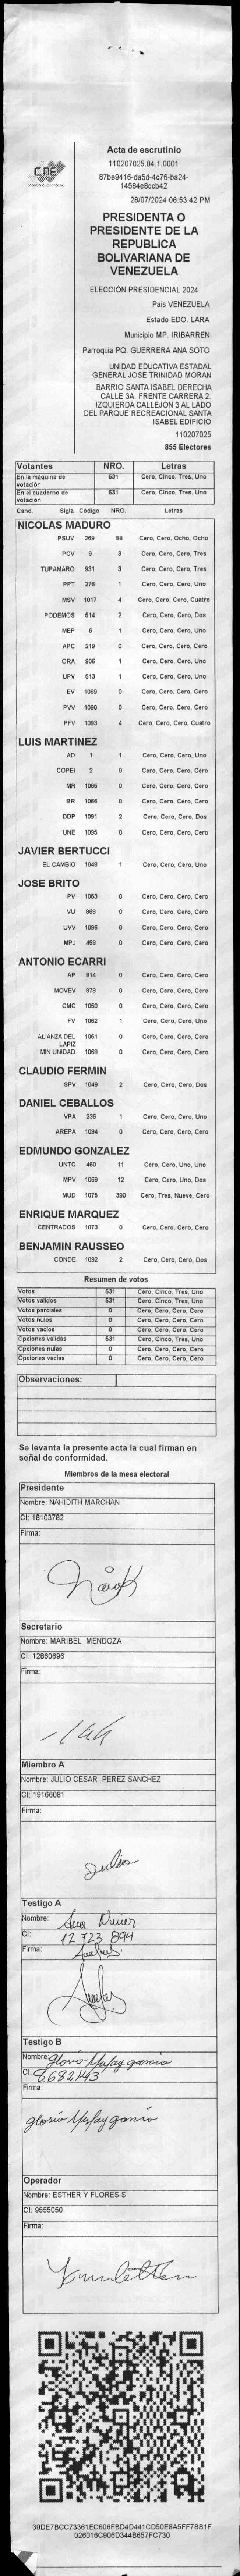 CNE
Acta de escrutinio
110207025.04.1.0001
87be9416-da5d-4c76-ba24-
14584e8ccb42
28/07/2024 06:53:42 PM
PRESIDENTA O
PRESIDENTE DE LA
REPUBLICA
BOLIVARIANA DE
VENEZUELA
ELECCIÓN PRESIDENCIAL 2024
País VENEZUELA
Estado EDO. LARA
Municipio MP. IRIBARREN
Parroquia PQ. GUERRERA ANA SOTO
UNIDAD EDUCATIVA ESTADAL
GENERAL JOSE TRINIDAD MORAN
BARRIO SANTA ISABEL DERECHA
CALLE 3A. FRENTE CARRERA 2.
IZQUIERDA CALLEJÓN 3 AL LADO
DEL PARQUE RECREACIONAL SANTA
ISABEL EDIFICIO
110207025
855 Electores
Votantes NRO. Letras
En la máquina de votación 531 Cero, Cinco, Tres, Uno
En el cuaderno de votación 531 Cero, Cinco, Tres, Uno
Cand. Sigla Código NRO. Letras
NICOLAS MADURO
PSUV 269 88 Cero, Cero, Ocho, Ocho
PCV 9 3 Cero, Cero, Cero, Tres
TUPAMARO 931 3 Cero, Cero, Cero, Tres
PPT 276 1 Cero, Cero, Cero, Uno
MSV 1017 4 Cero, Cero, Cero, Cuatro
PODEMOS 514 2 Cero, Cero, Cero, Dos
MEP 6 1 Cero, Cero, Cero, Uno
APC 219 0 Cero, Cero, Cero, Cero
ORA 906 1 Cero, Cero, Cero, Uno
UPV 513 1 Cero, Cero, Cero, Uno
EV 1089 0 Cero, Cero, Cero, Cero
PVV 1090 0 Cero, Cero, Cero, Cero
PFV 1093 4 Cero, Cero, Cero, Cuatro
LUIS MARTINEZ
AD 1 1 Cero, Cero, Cero, Uno
COPEI 2 0 Cero, Cero, Cero, Cero
MR 1065 0 Cero, Cero, Cero, Cero
BR 1066 0 Cero, Cero, Cero, Cero
DDP 1091 2 Cero, Cero, Cero, Dos
UNE 1095 0 Cero, Cero, Cero, Cero
JAVIER BERTUCCI
EL CAMBIO 1048 1 Cero, Cero, Cero, Uno
JOSE BRITO
PV 1053 0 Cero, Cero, Cero, Cero
VU 868 0 Cero, Cero, Cero, Cero
UVV 1096 0 Cero, Cero, Cero, Cero
MPJ 458 0 Cero, Cero, Cero, Cero
ANTONIO ECARRI
AP 814 0 Cero, Cero, Cero, Cero
MOVEV 878 0 Cero, Cero, Cero, Cero
CMC 1050 0 Cero, Cero, Cero, Cero
FV 1062 1 Cero, Cero, Cero, Uno
ALIANZA DEL LAPIZ 1051 0 Cero, Cero, Cero, Cero
MIN UNIDAD 1068 0 Cero, Cero, Cero, Cero
CLAUDIO FERMIN
SPV 1049 2 Cero, Cero, Cero, Dos
DANIEL CEBALLOS
VPA 236 1 Cero, Cero, Cero, Uno
AREPA 1094 0 Cero, Cero, Cero, Cero
EDMUNDO GONZALEZ
UNTC 460 11 Cero, Cero, Uno, Uno
MPV 1069 12 Cero, Cero, Uno, Dos
MUD 1075 390 Cero, Tres, Nueve, Cero
ENRIQUE MARQUEZ
CENTRADOS 1073 0 Cero, Cero, Cero, Cero
BENJAMIN RAUSSEO
CONDE 1092 2 Cero, Cero, Cero, Dos
Resumen de votos
Votos 531 Cero, Cinco, Tres, Uno
Votos validos 531 Cero, Cinco, Tres, Uno
Votos parciales 0 Cero, Cero, Cero, Cero
Votos nulos 0 Cero, Cero, Cero, Cero
Votos vacios 0 Cero, Cero, Cero, Cero
Opciones validas 531 Cero, Cinco, Tres, Uno
Opciones nulas 0 Cero, Cero, Cero, Cero
Opciones vacias 0 Cero, Cero, Cero, Cero
Observaciones:
Se levanta la presente acta la cual firman en
señal de conformidad.
Miembros de la mesa electoral
Presidente
Nombre: NAHIDITH MARCHAN
CI: 18103782
Firma:
Secretario
Nombre: MARIBEL MENDOZA
CI: 12860696
Firma:
Miembro A
Nombre: JULIO CESAR PEREZ SANCHEZ
CI: 19166081
Firma:
Julios
Testigo A
Nombre: Ana
CI: 12 723 894
Firma:
Testigo B
Nombre:
CI: 8682143
Firma:
Operador
Nombre: ESTHER Y FLORES S
CI: 9555050
Firma:
30DE7BCC73361EC606FBD4D441CD50E8A5FF7BB1F
026016C906D344B657FC730